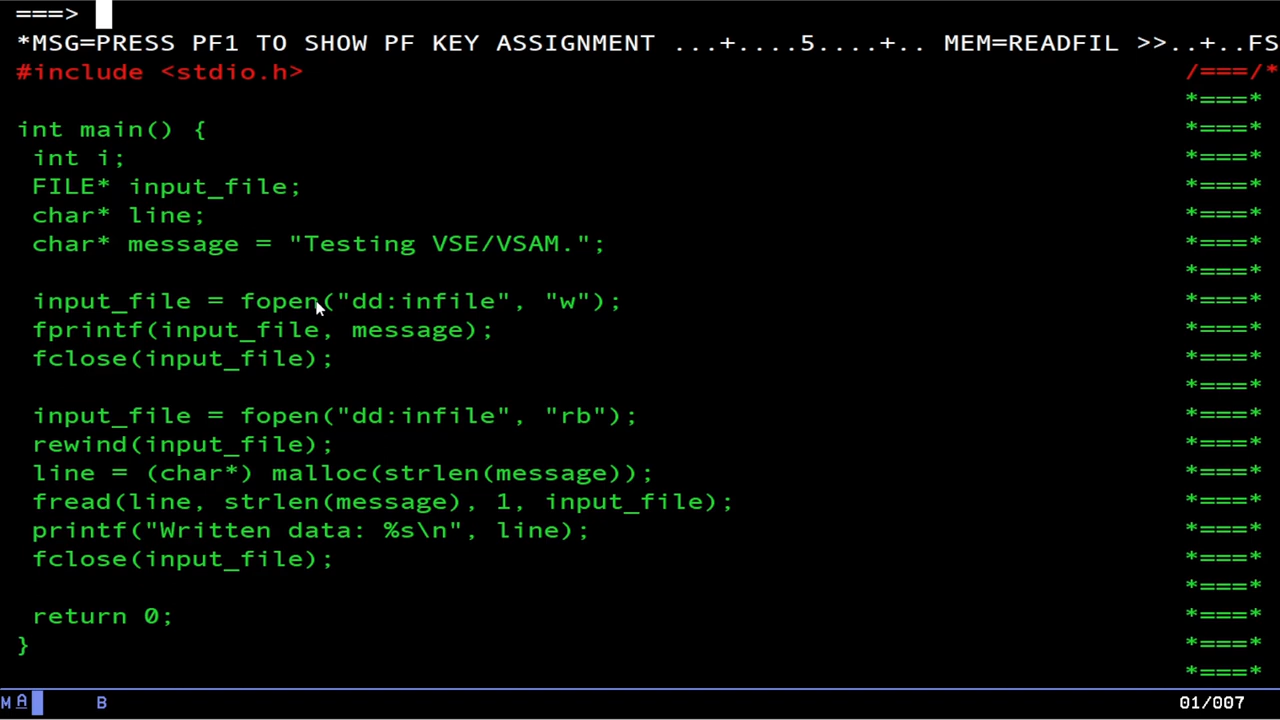 ===>
*MSG=PRESS PF1 TO SHOW PF KEY ASSIGNMENT ...+....5....+.. MEM=READFIL >>..+..FS
#include <stdio.h> /===/*
*===*
int main() { *===*
int i; *===*
FILE* input_file; *===*
char* line; *===*
char* message = "Testing VSE/VSAM."; *===*
*===*
input_file = fopen("dd:infile", "w"); *===*
fprintf(input_file, message); *===*
fclose(input_file); *===*
*===*
input_file = fopen("dd:infile", "rb"); *===*
rewind(input_file); *===*
line = (char*) malloc(strlen(message)); *===*
fread(line, strlen(message), 1, input_file); *===*
printf("Written data: %s\n", line); *===*
fclose(input_file); *===*
*===*
return 0; *===*
} *===*
*===*
MA B 01/007